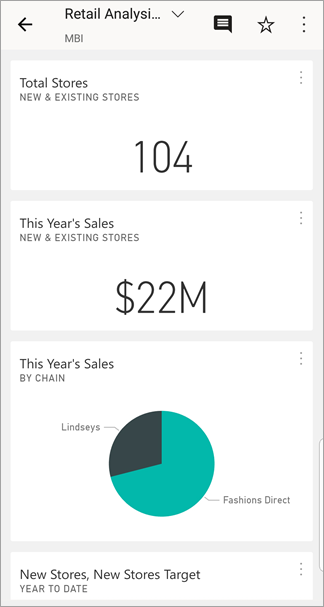 Retail Analysi...
MBI
Total Stores
NEW & EXISTING STORES
104
This Year's Sales
NEW & EXISTING STORES
$22M
This Year's Sales
BY CHAIN
Lindseys
Fashions Direct
New Stores, New Stores Target
YEAR TO DATE